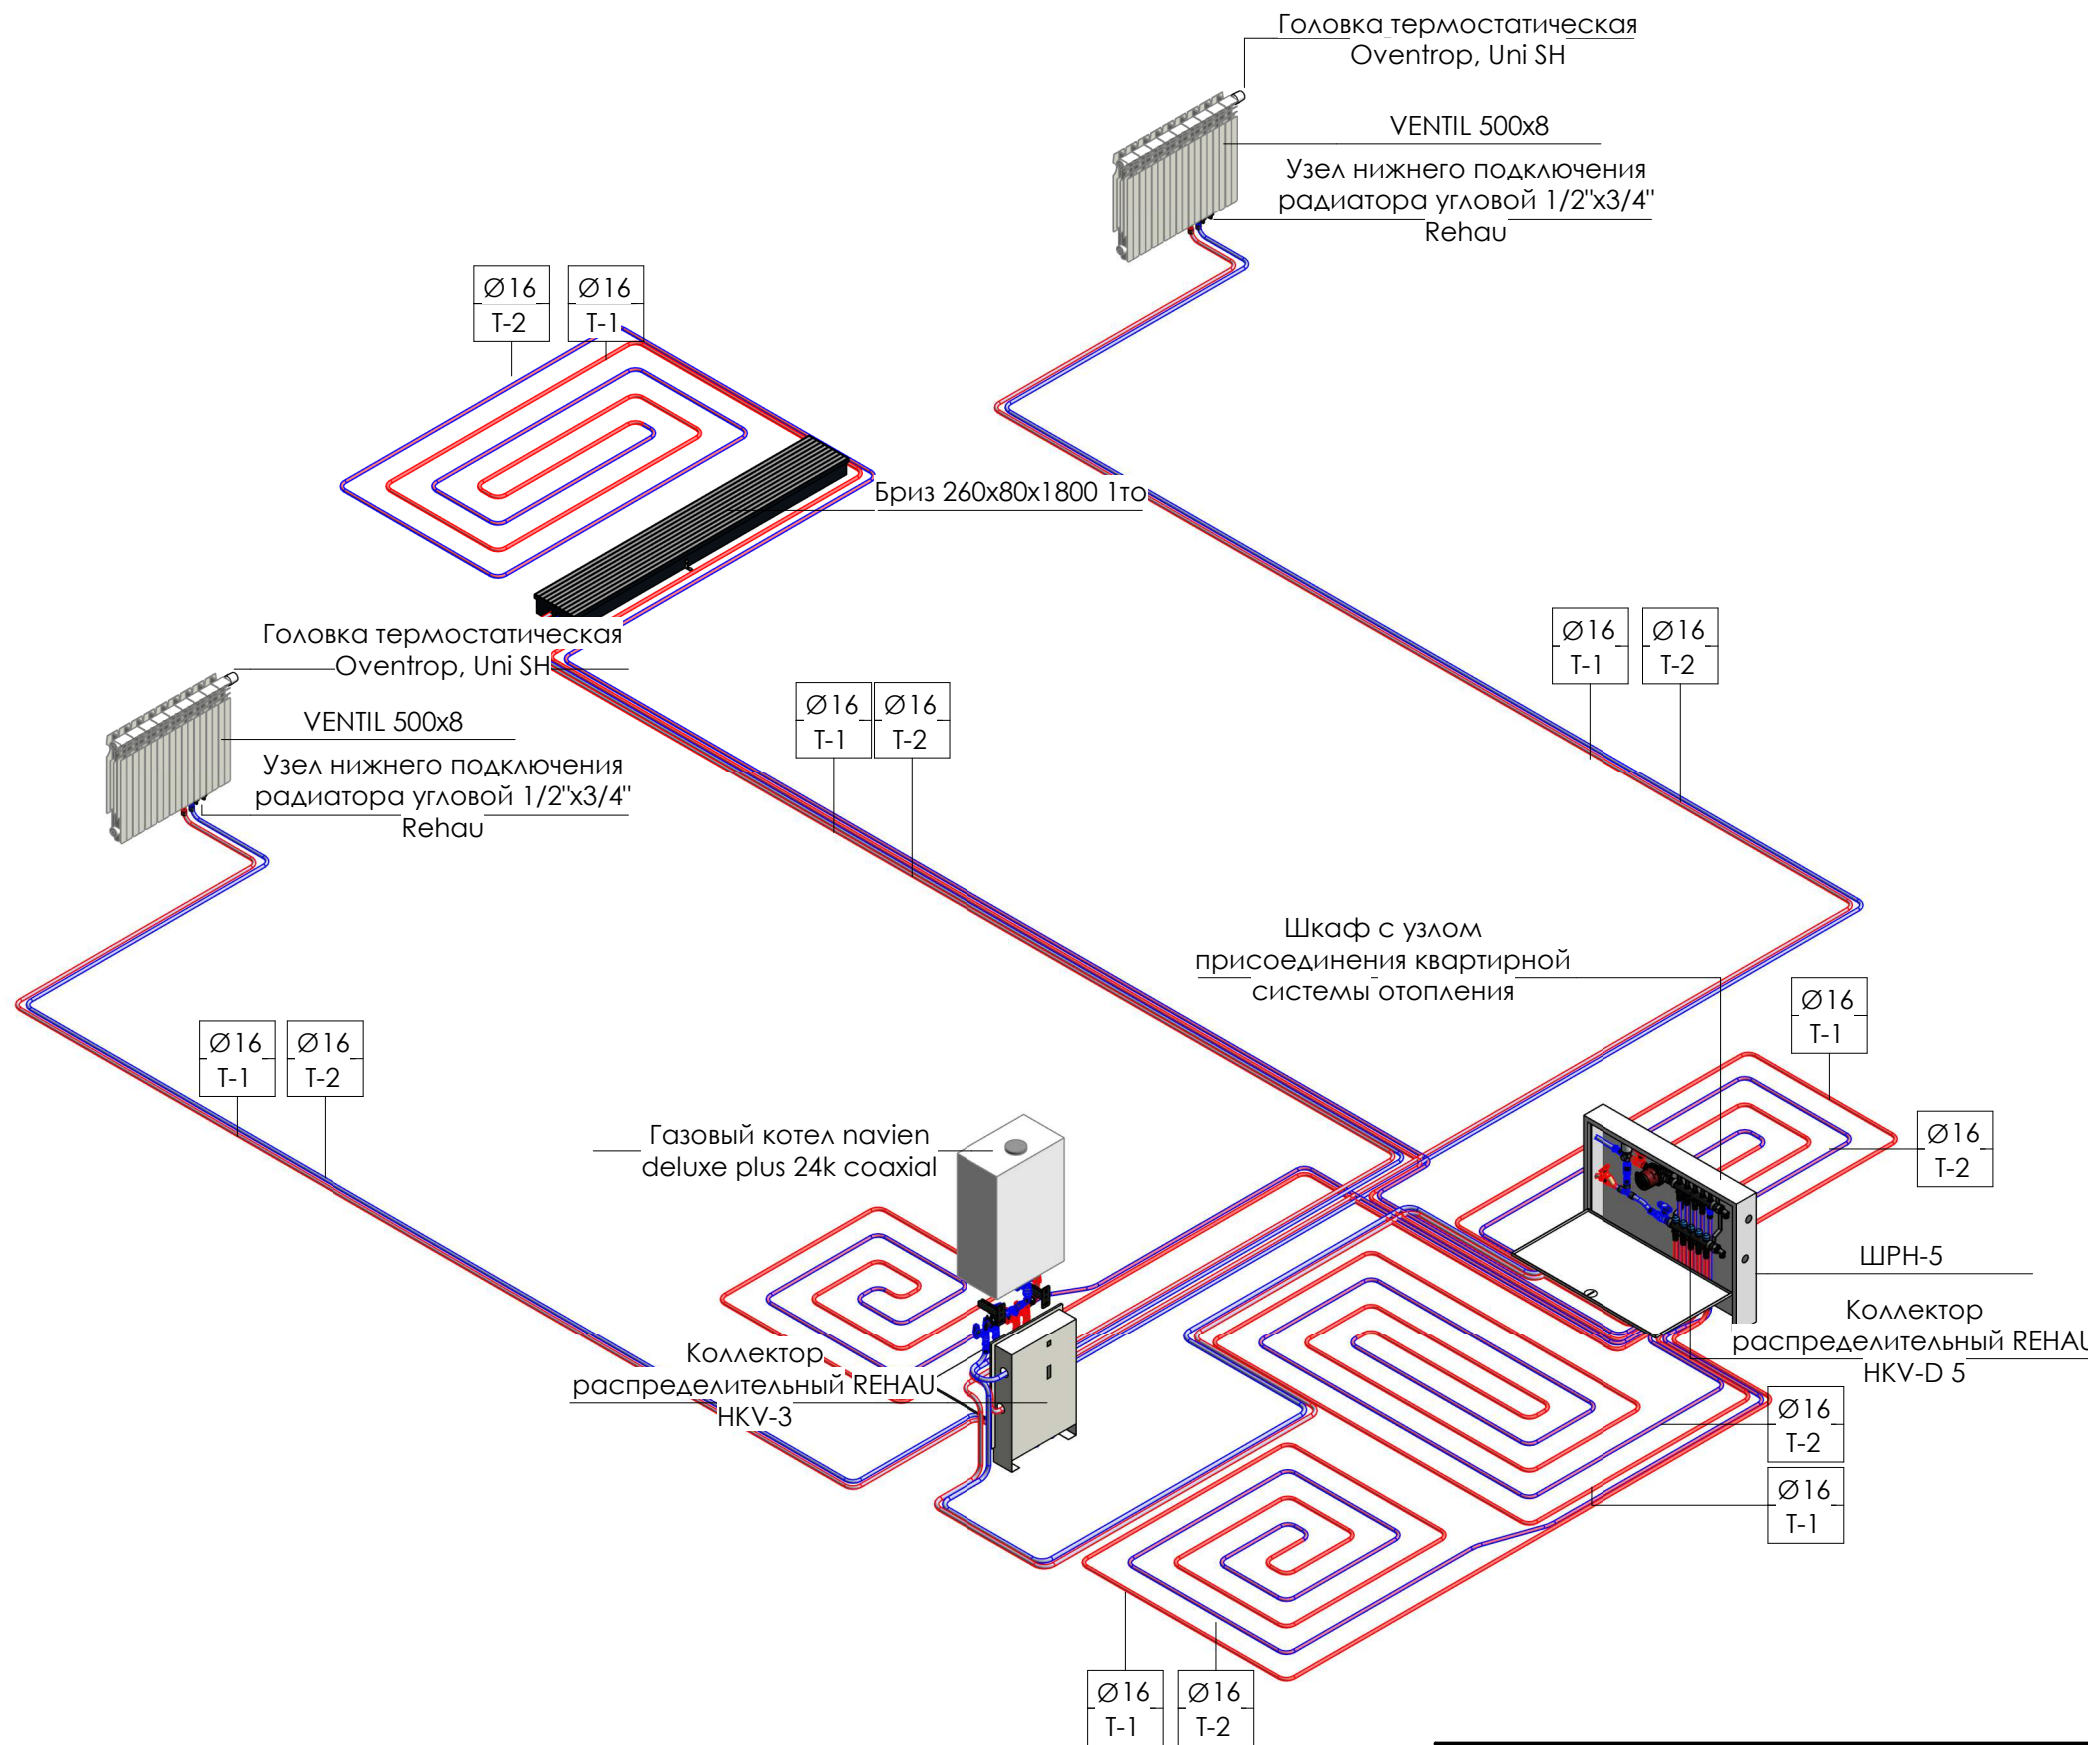 Головка термостатическая
Oventrop, Uni SH
VENTIL 500x8
Узел нижнего подключения
радиатора угловой 1/2"x3/4"
Rehau
Ø16
T-2
Ø16
T-1
Бриз 260x80x1800 1то
Головка термостатическая
Oventrop, Uni SH
VENTIL 500x8
Узел нижнего подключения
радиатора угловой 1/2"x3/4"
Rehau
Ø16
T-1
Ø16
T-2
Ø16
T-1
Ø16
T-2
Шкаф с узлом
присоединения квартирной
системы отопления
Ø16
T-1
Ø16
T-2
Ø16
T-1
Ø16
T-2
Газовый котел navien
deluxe plus 24k coaxial
ШРН-5
Коллектор
распределительный REHAU
HKV-D 5
Коллектор
распределительный REHAU
HKV-3
Ø16
T-2
Ø16
T-1
Ø16
T-1
Ø16
T-2